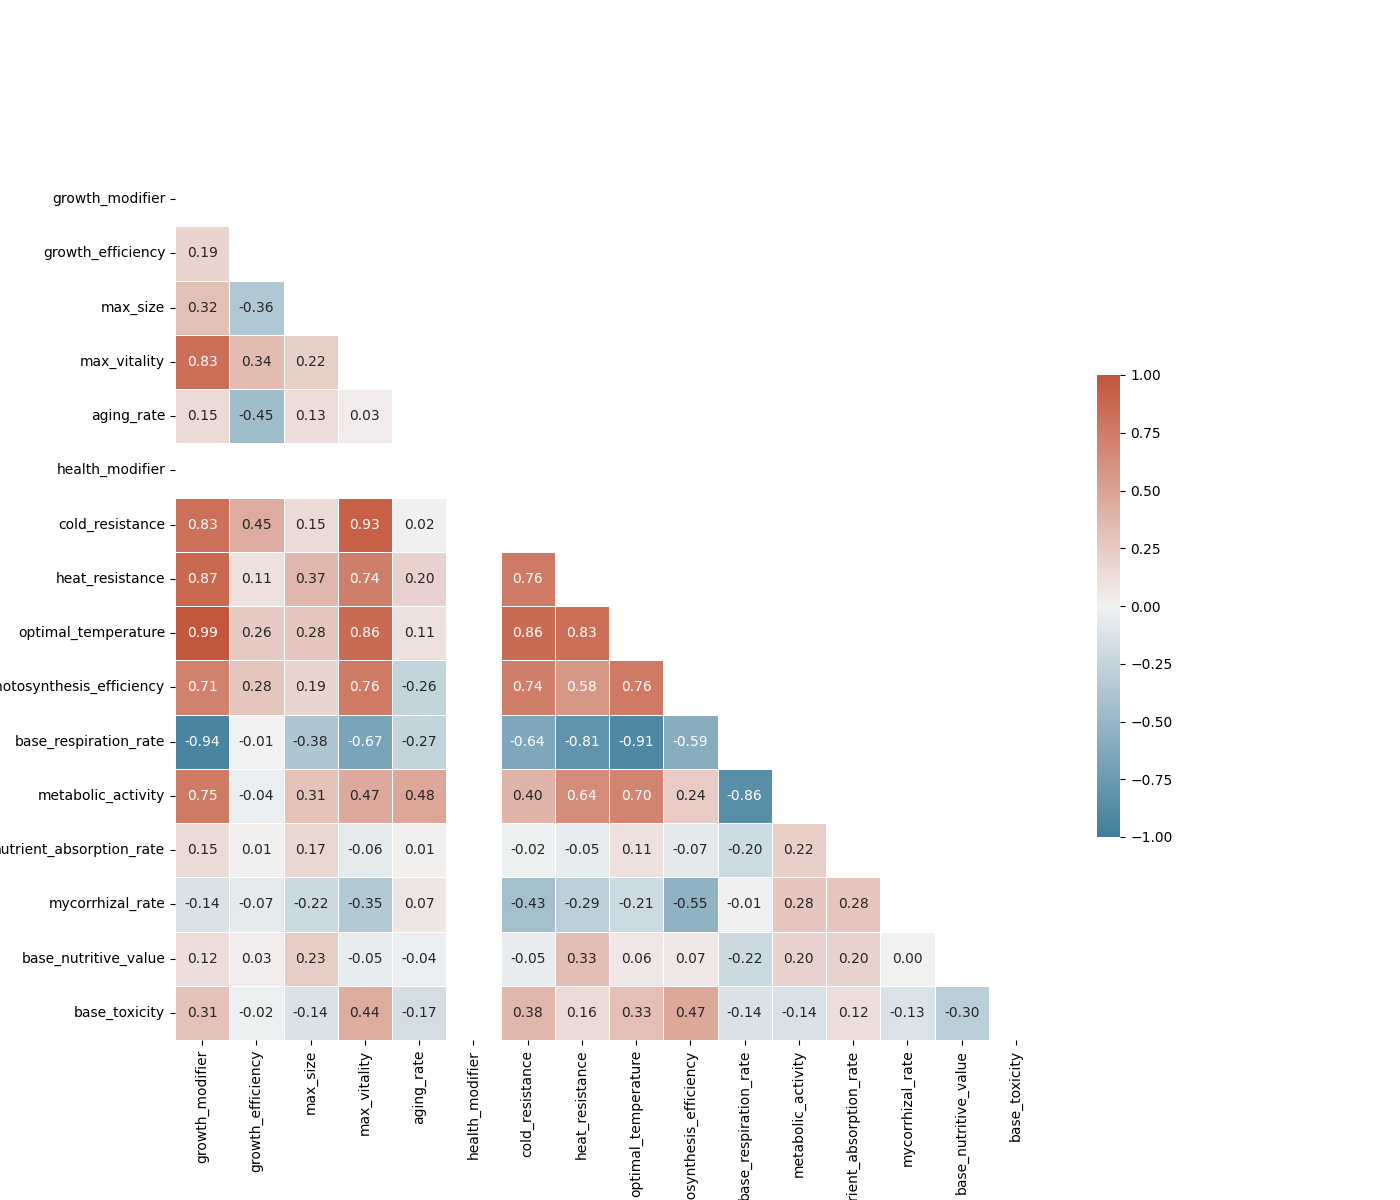 growth_modifier
growth_efficiency 0.19
max_size 0.32 -0.36
max_vitality 0.83 0.34 0.22
aging_rate 0.15 -0.45 0.13 0.03
health_modifier
cold_resistance 0.83 0.45 0.15 0.93 0.02
heat_resistance 0.87 0.11 0.37 0.74 0.20 0.76
optimal_temperature 0.99 0.26 0.28 0.86 0.11 0.86 0.83
hotosynthesis_efficiency 0.71 0.28 0.19 0.76 -0.26 0.74 0.58 0.76
base_respiration_rate -0.94 -0.01 -0.38 -0.67 -0.27 -0.64 -0.81 -0.91 -0.59
metabolic_activity 0.75 -0.04 0.31 0.47 0.48 0.40 0.64 0.70 0.24 -0.86
utrient_absorption_rate 0.15 0.01 0.17 -0.06 0.01 -0.02 -0.05 0.11 -0.07 -0.20 0.22
mycorrhizal_rate -0.14 -0.07 -0.22 -0.35 0.07 -0.43 -0.29 -0.21 -0.55 -0.01 0.28 0.28
base_nutritive_value 0.12 0.03 0.23 -0.05 -0.04 -0.05 0.33 0.06 0.07 -0.22 0.20 0.20 0.00
base_toxicity 0.31 -0.02 -0.14 0.44 -0.17 0.38 0.16 0.33 0.47 -0.14 -0.14 0.12 -0.13 -0.30
growth_modifier
growth_efficiency
max_size
max_vitality
aging_rate
health_modifier
cold_resistance
heat_resistance
optimal_temperature
osynthesis_efficiency
base_respiration_rate
metabolic_activity
rient_absorption_rate
mycorrhizal_rate
base_nutritive_value
base_toxicity
1.00
0.75
0.50
0.25
0.00
−0.25
−0.50
−0.75
−1.00